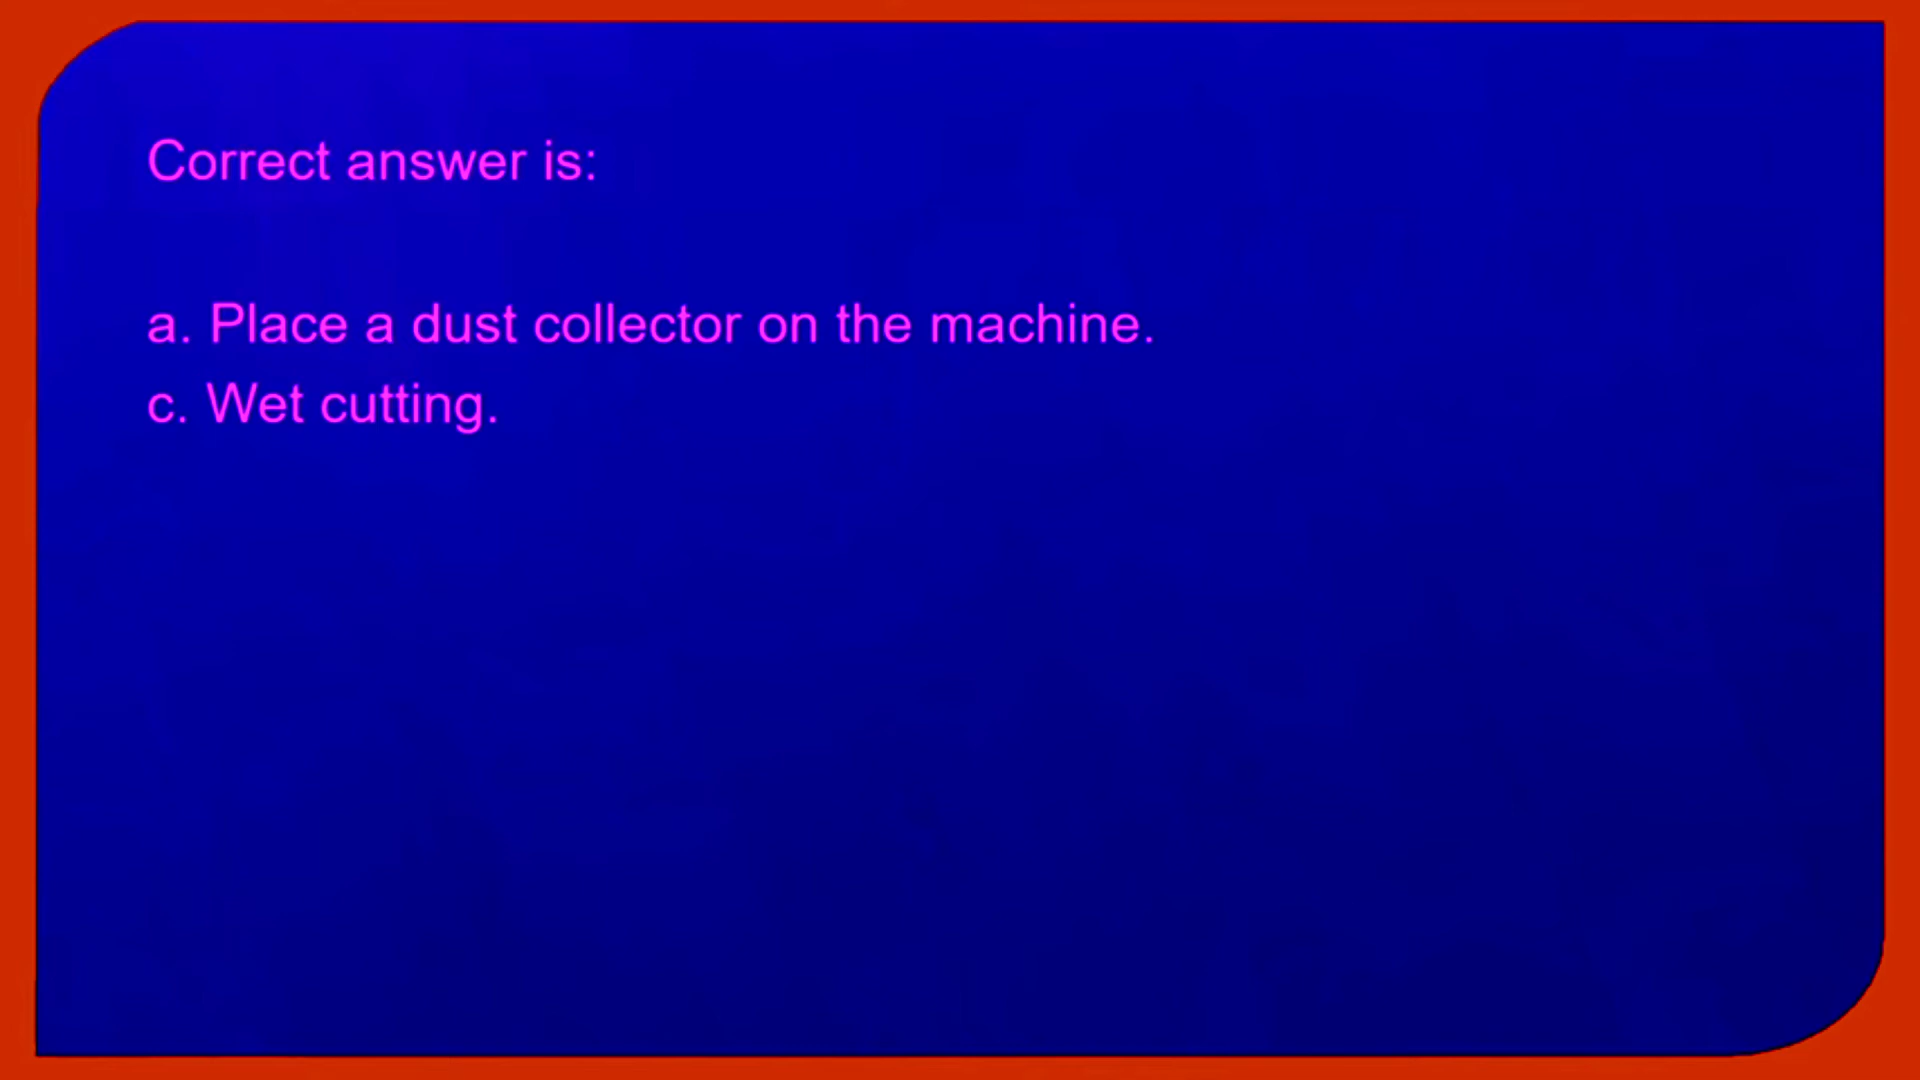 Correct answer is:
a. Place a dust collector on the machine.
c. Wet cutting.